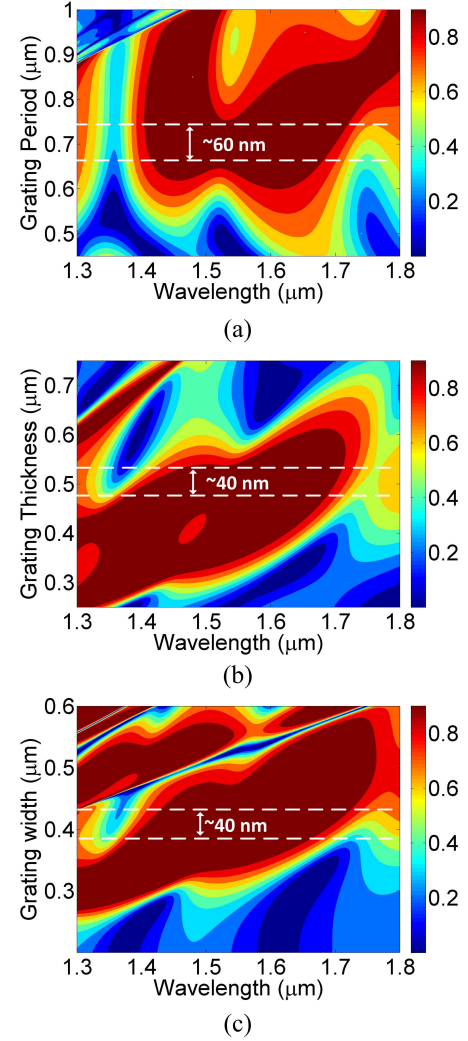 1
0.9
0.8
0.7
0.6
0.5
Grating Period (μm)
~60 nm
0.8
0.6
0.4
0.2
1.3 1.4 1.5 1.6 1.7 1.8
Wavelength (μm)
(a)
0.7
0.6
0.5
0.4
0.3
Grating Thickness (μm)
~40 nm
0.8
0.6
0.4
0.2
1.3 1.4 1.5 1.6 1.7 1.8
Wavelength (μm)
(b)
0.6
0.5
0.4
0.3
Grating width (μm)
~40 nm
0.8
0.6
0.4
0.2
1.3 1.4 1.5 1.6 1.7 1.8
Wavelength (μm)
(c)